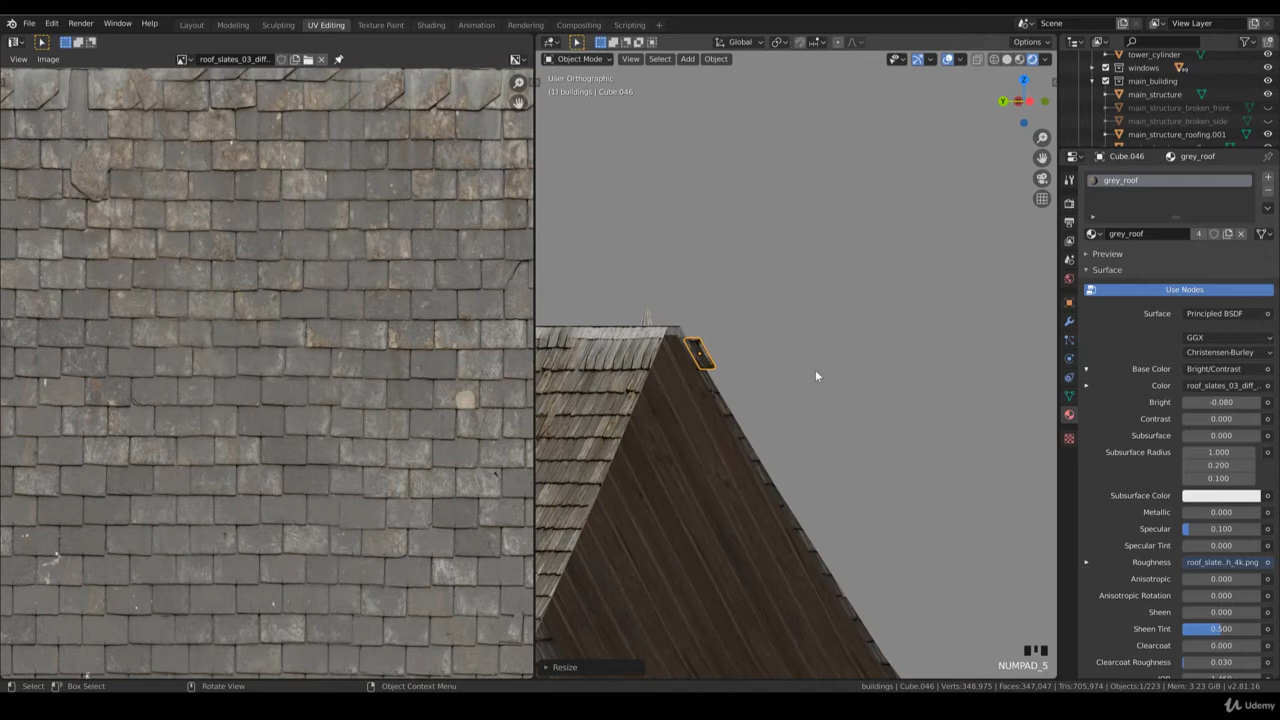 File Edit Render Window Help Layout Modeling Sculpting UV Editing Texture Paint Shading Animation Rendering Compositing Scripting + Scene View Layer
Global Options
View Image roof_slates_03_diff..
Object Mode View Select Add Object
User Orthographic
(1) buildings | Cube.046
tower_cylinder
windows
main_building
main_structure
main_structure_broken_front
main_structure_broken_side
main_structure_roofing.001
Cube.046 grey_roof
grey_roof
grey_roof 4
Preview
Surface
Use Nodes
Surface Principled BSDF
GGX
Christensen-Burley
Base Color Bright/Contrast
Color roof_slates_03_diff_..
Bright -0.080
Contrast 0.000
Subsurface 0.000
Subsurface Radius 1.000
0.200
0.100
Subsurface Color
Metallic 0.000
Specular 0.100
Specular Tint 0.000
Roughness roof_slate..h_4k.png
Anisotropic 0.000
Anisotropic Rotation 0.000
Sheen 0.000
Sheen Tint 0.500
Clearcoat 0.000
Clearcoat Roughness 0.030
Resize
NUMPAD_5
Select Box Select Rotate View Object Context Menu
buildings | Cube.046 | Verts:348,975 | Faces:347,047 | Tris:705,974 | Objects:1/223 | Mem: 3.23 GiB | v2.81.16
Udemy